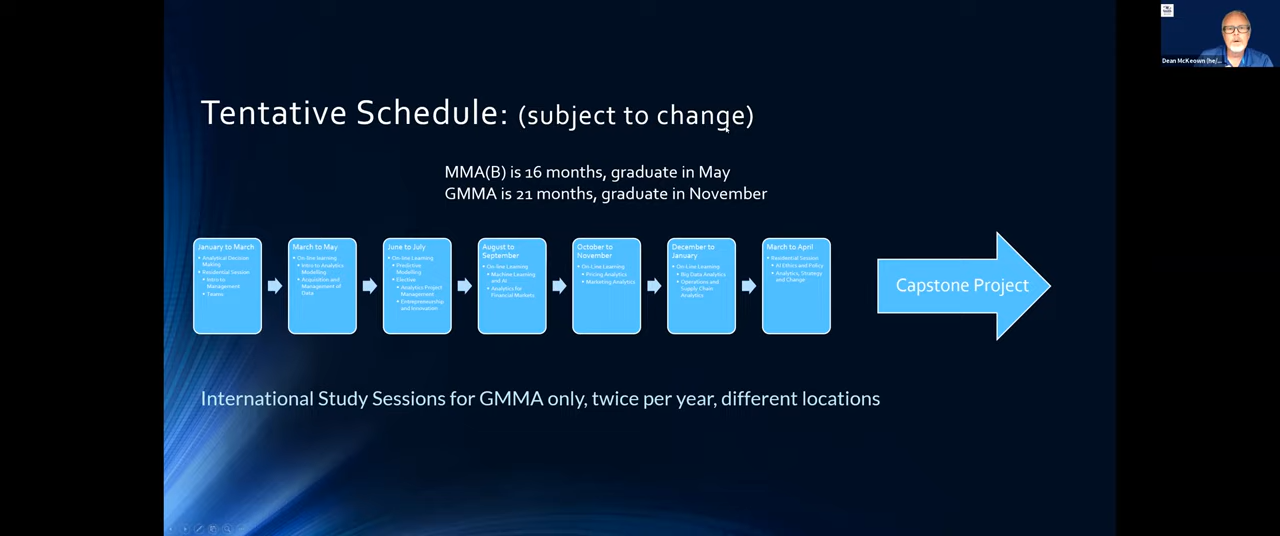 Tentative Schedule: (subject to change)
MMA(B) is 16 months, graduate in May
GMMA is 21 months, graduate in November
January to March
• Analytical Decision
Making
• Residential Session
• Intro to
Management
• Teams
March to May
• On-line learning
• Intro to Analytics
Modelling
• Acquisition and
Management of
Data
June to July
• On-line Learning
• Predictive
Modelling
• Elective
• Analytics Project
Management
• Entrepreneurship
and Innovation
August to
September
• On-line Learning
• Machine Learning
and AI
• Analytics for
Financial Markets
October to
November
• On-Line Learning
• Pricing Analytics
• Marketing Analytics
December to
January
• On-Line Learning
• Big Data Analytics
• Operations and
Supply Chain
Analytics
March to April
• Residential Session
• AI Ethics and Policy
• Analytics, Strategy
and Change
Capstone Project
International Study Sessions for GMMA only, twice per year, different locations
Dean McKeown (he/...